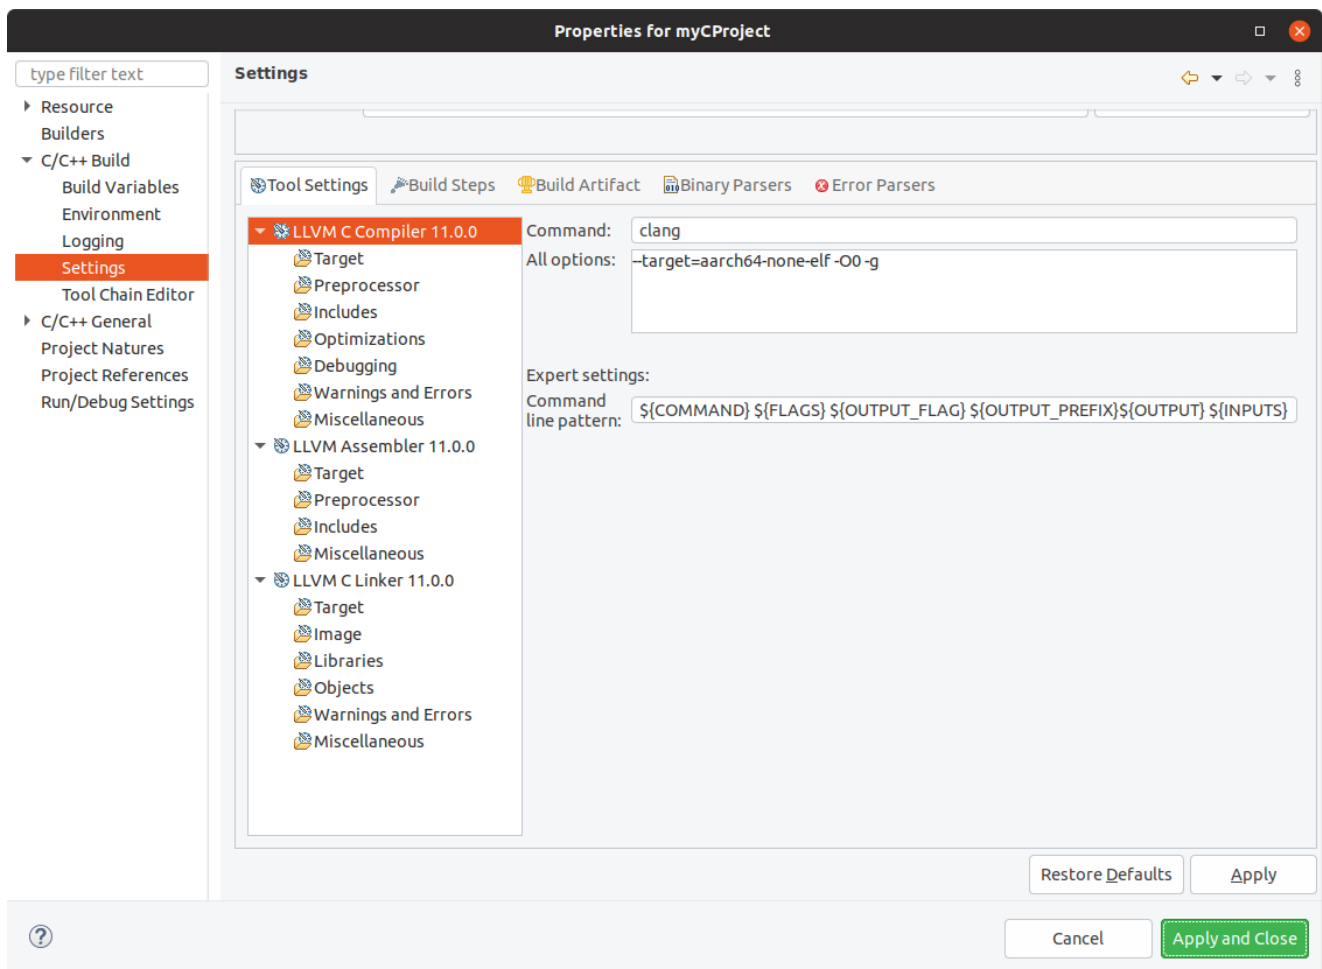 Properties for myCProject
type filter text
Resource
Builders
C/C++ Build
Build Variables
Environment
Logging
Settings
Tool Chain Editor
C/C++ General
Project Natures
Project References
Run/Debug Settings
Settings
Tool Settings Build Steps Build Artifact Binary Parsers Error Parsers
LLVM C Compiler 11.0.0
Target
Preprocessor
Includes
Optimizations
Debugging
Warnings and Errors
Miscellaneous
LLVM Assembler 11.0.0
Target
Preprocessor
Includes
Miscellaneous
LLVM C Linker 11.0.0
Target
Image
Libraries
Objects
Warnings and Errors
Miscellaneous
Command: clang
All options: --target=aarch64-none-elf -O0 -g
Expert settings:
Command
line pattern: ${COMMAND} ${FLAGS} ${OUTPUT_FLAG} ${OUTPUT_PREFIX}${OUTPUT} ${INPUTS}
Restore Defaults Apply
? Cancel Apply and Close